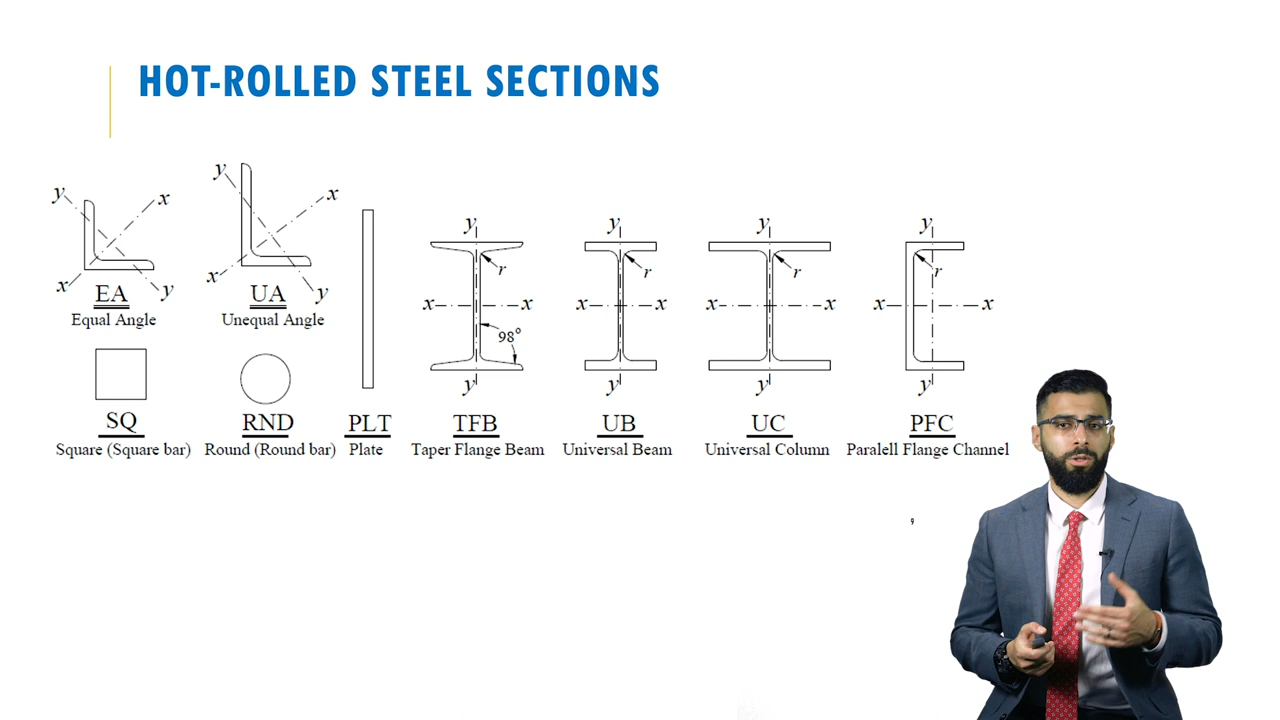 HOT-ROLLED STEEL SECTIONS
y
x
x
y
EA
Equal Angle
y
x
x
y
UA
Unequal Angle
SQ
Square (Square bar)
RND
Round (Round bar)
PLT
Plate
y
r
x
x
98°
y
TFB
Taper Flange Beam
y
r
x
x
y
UB
Universal Beam
y
r
x
x
y
UC
Universal Column
y
r
x
x
y
PFC
Paralell Flange Channel
,